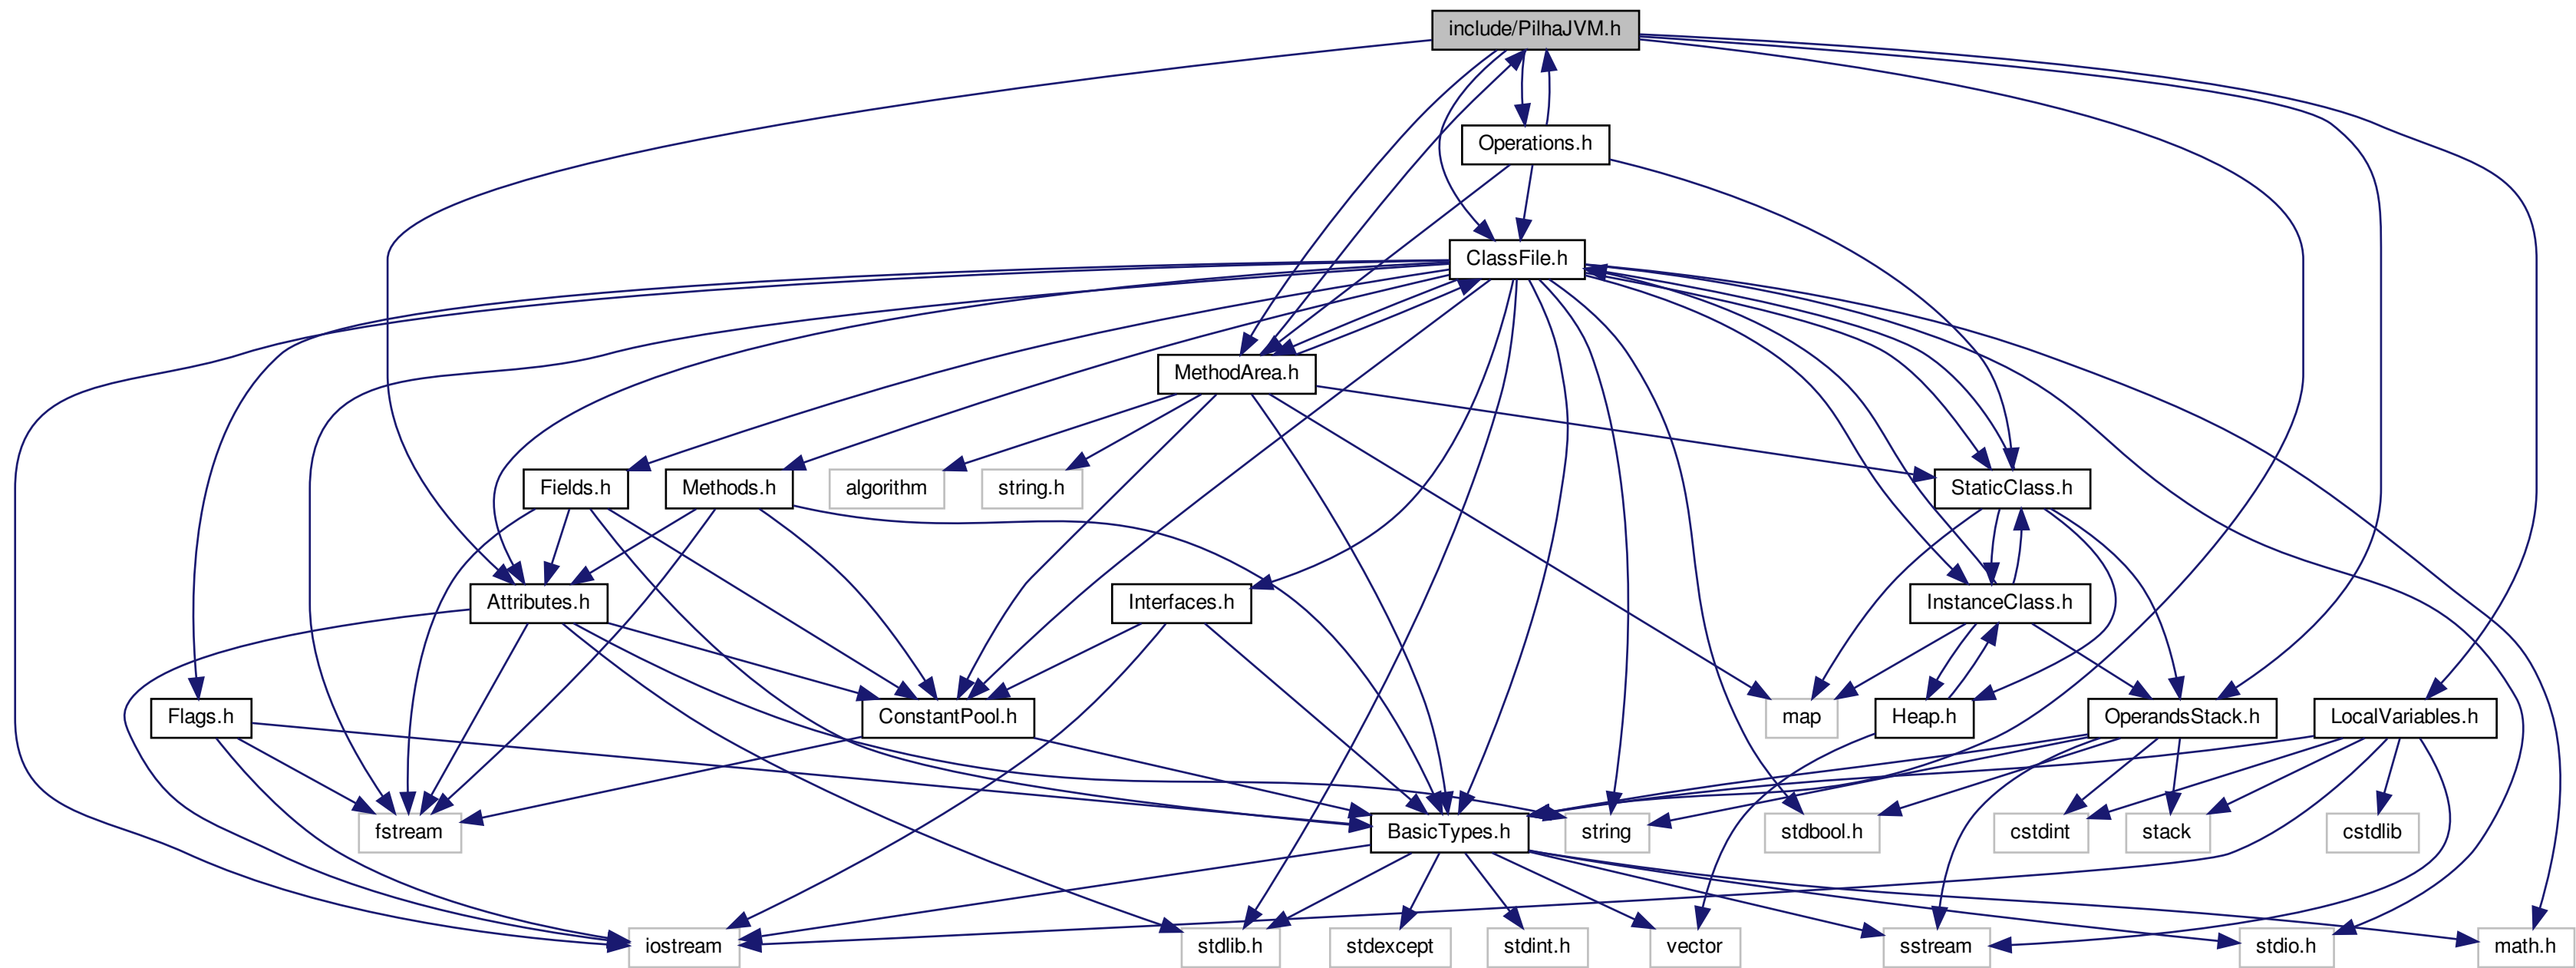 include/PilhaJVM.h
Operations.h
ClassFile.h
MethodArea.h
Fields.h
Methods.h
algorithm
string.h
StaticClass.h
Attributes.h
Interfaces.h
InstanceClass.h
Flags.h
ConstantPool.h
map
Heap.h
OperandsStack.h
LocalVariables.h
fstream
BasicTypes.h
string
stdbool.h
cstdint
stack
cstdlib
iostream
stdlib.h
stdexcept
stdint.h
vector
sstream
stdio.h
math.h